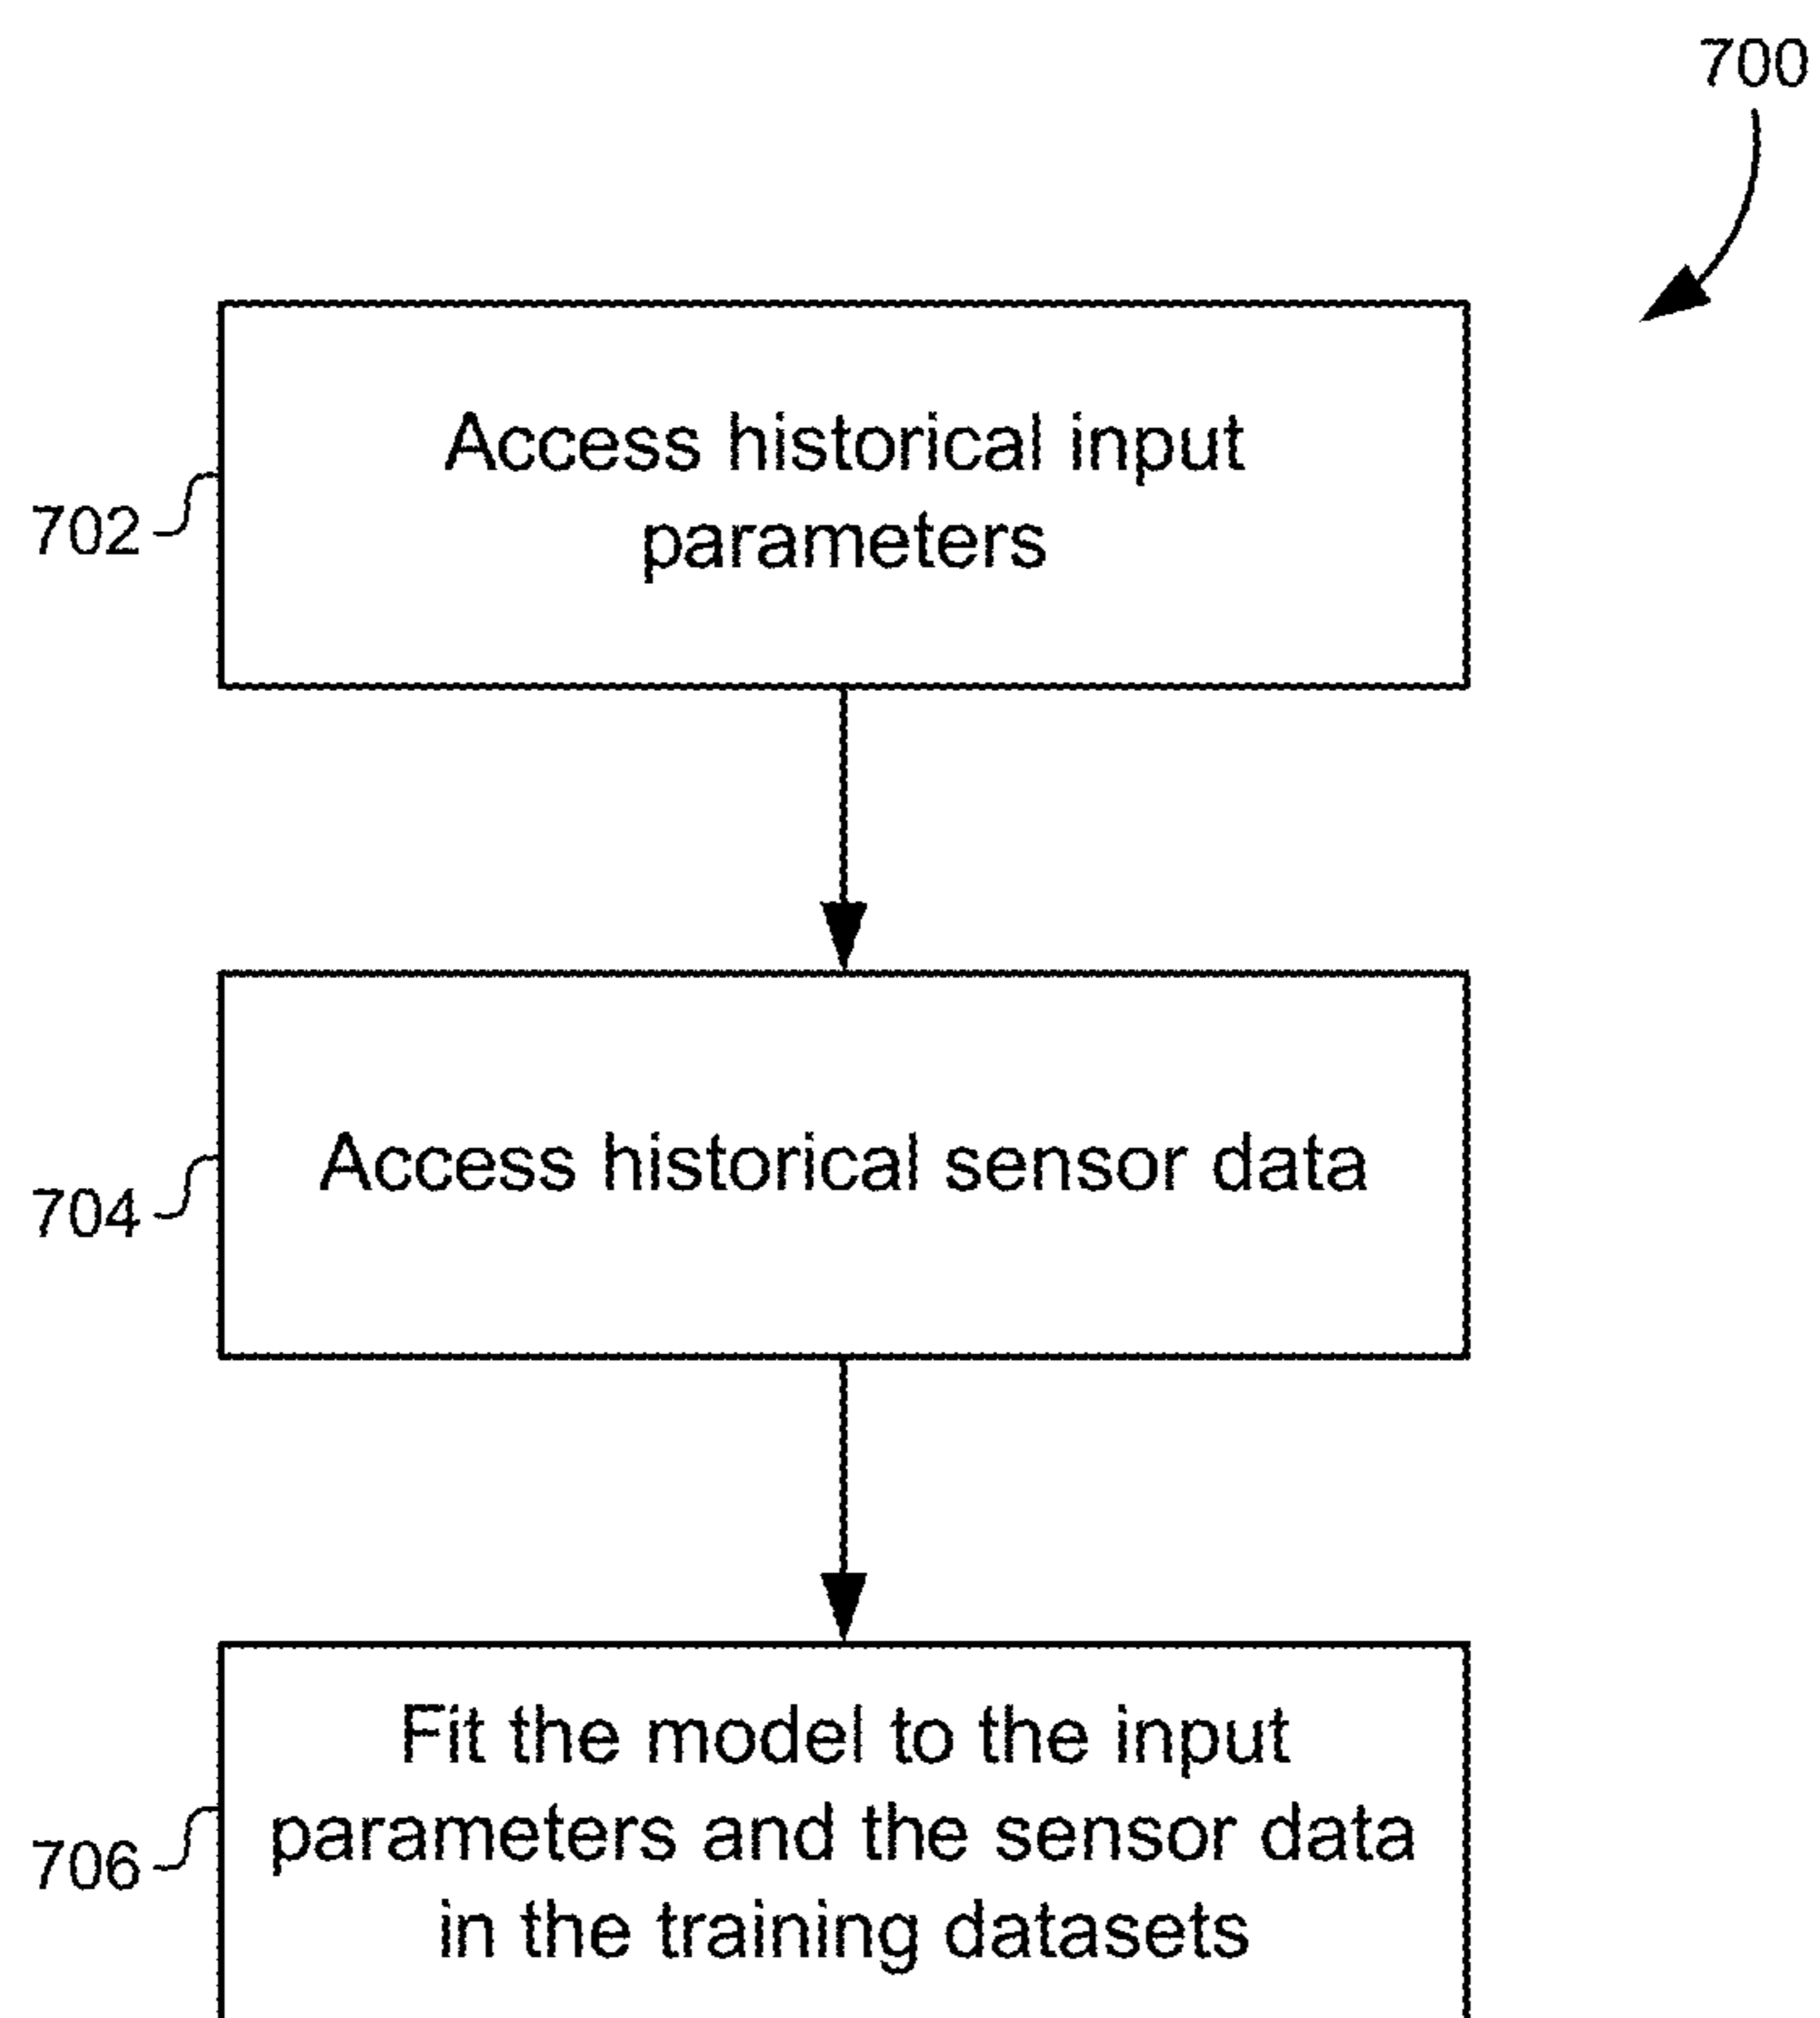 700
Access historical input
parameters
702
Access historical sensor data
704
Fit the model to the input
parameters and the sensor data
in the training datasets
706